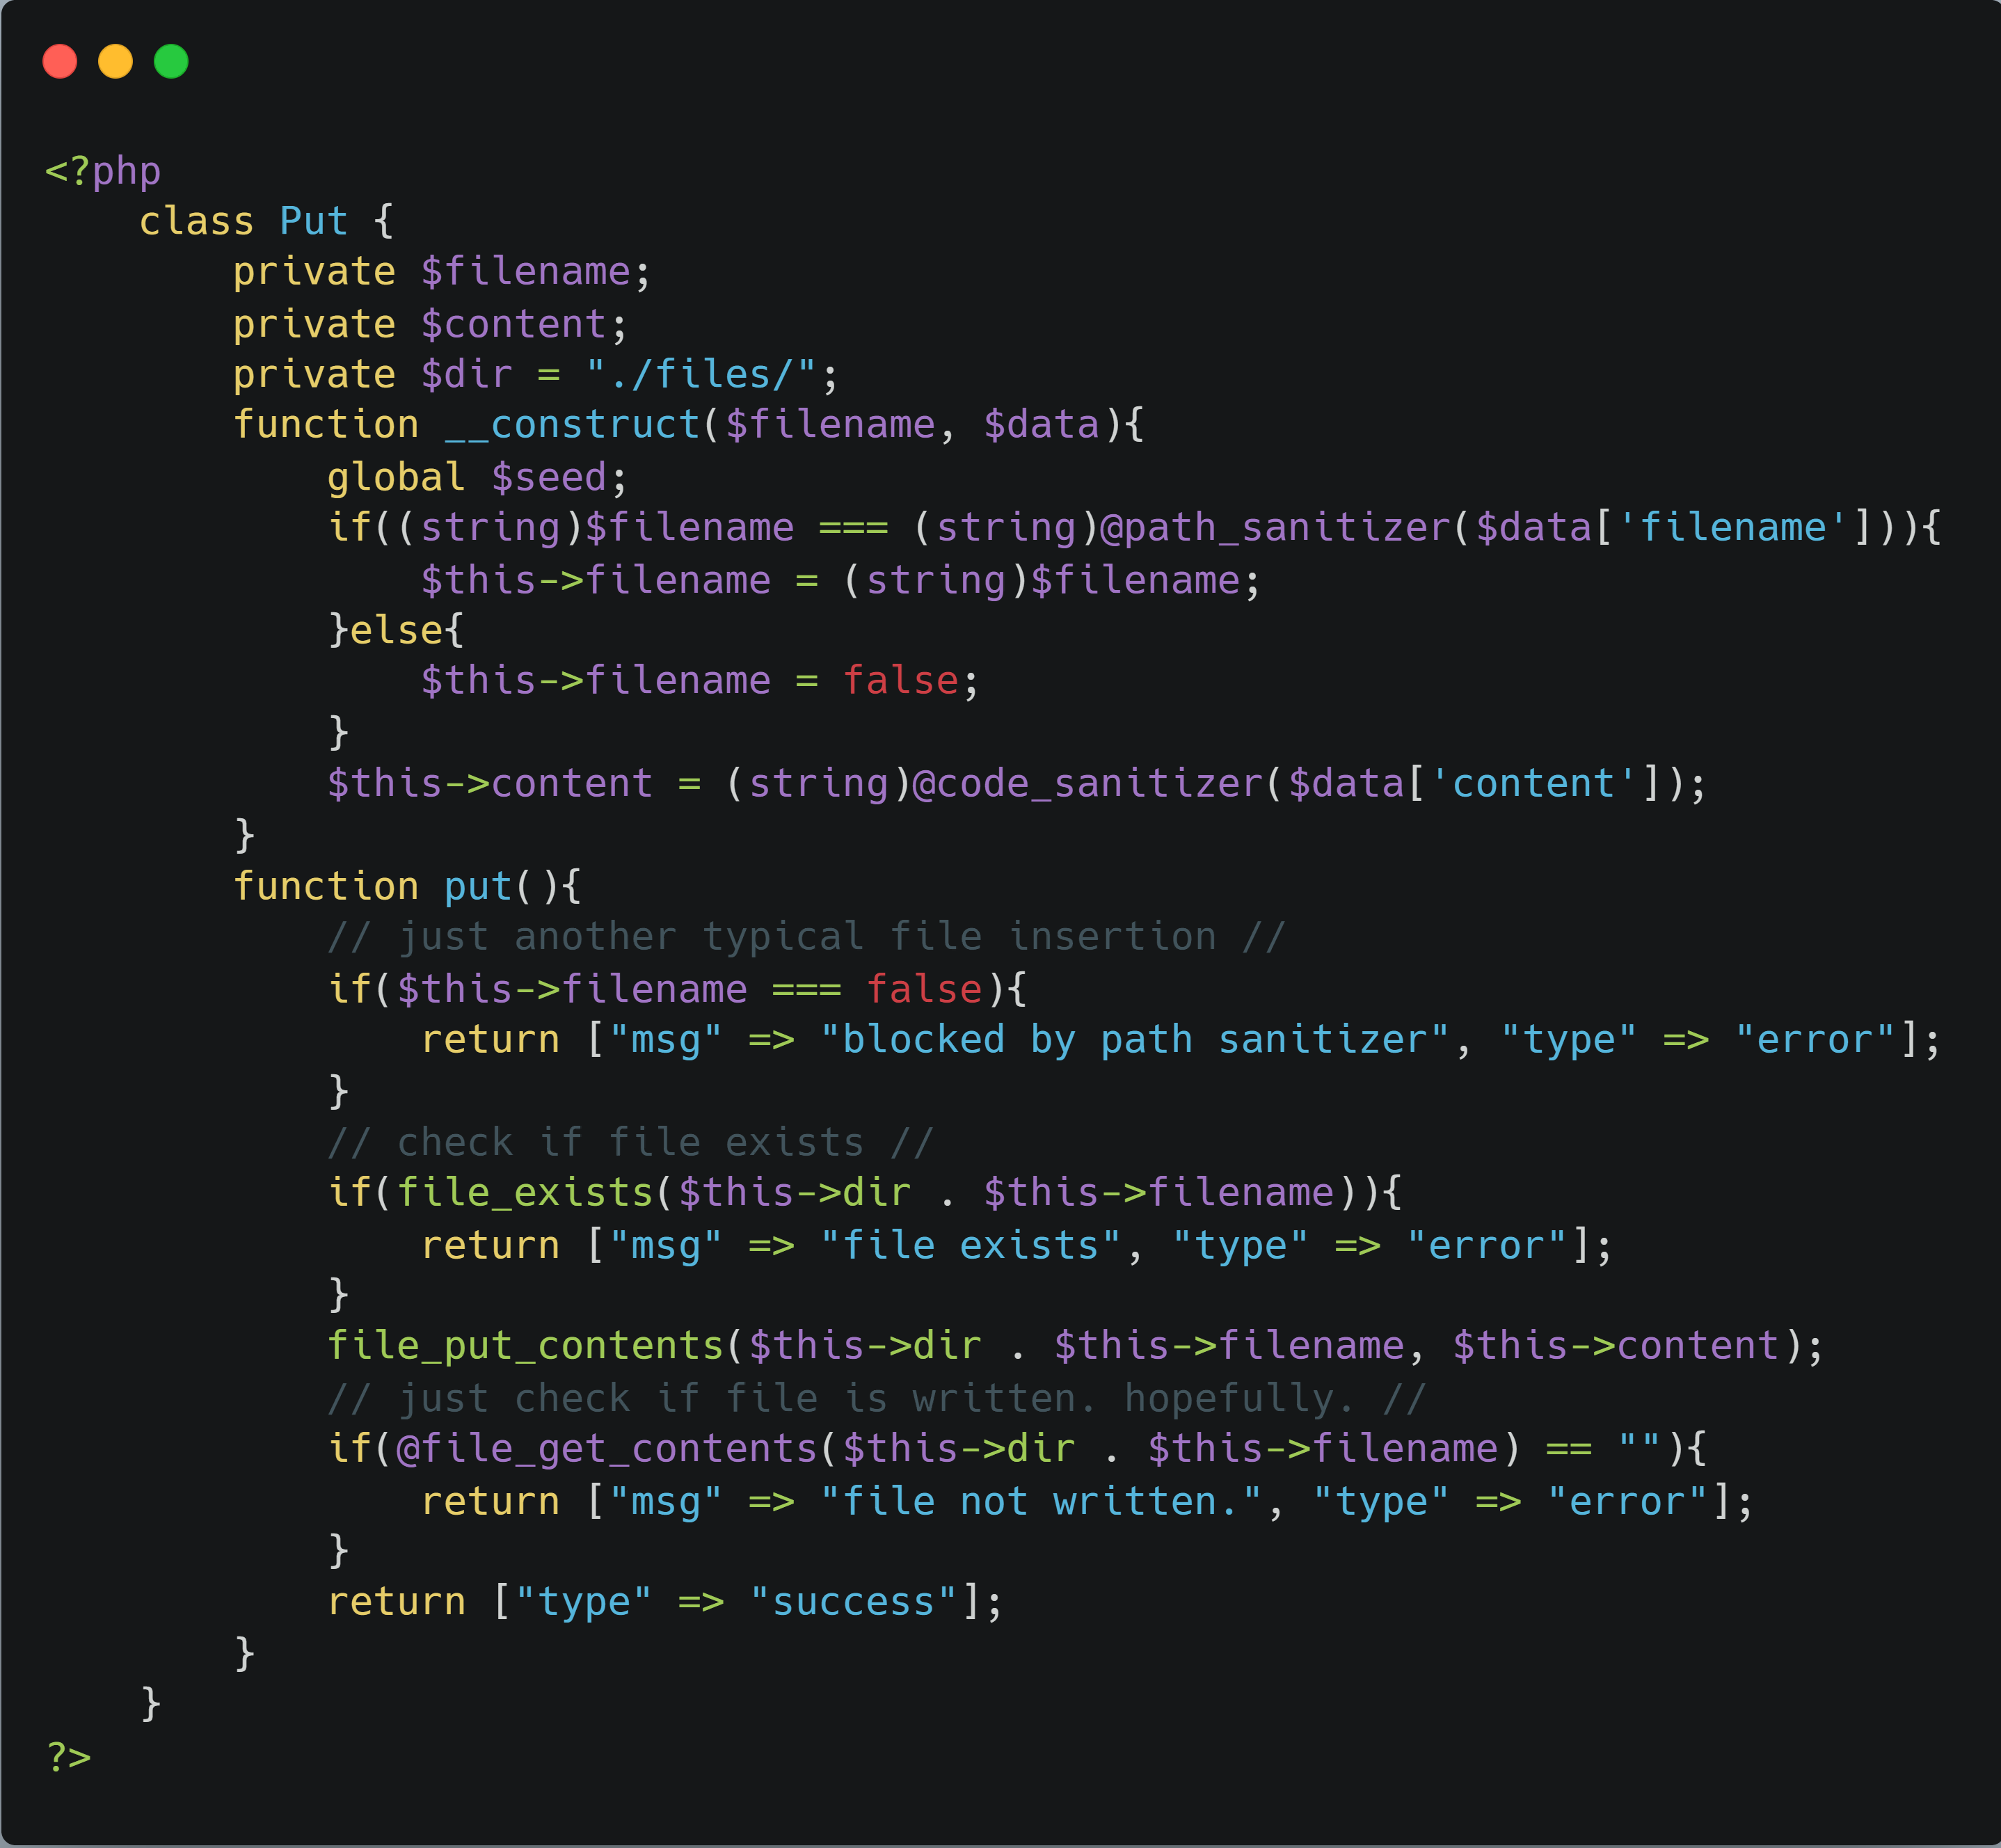 <?php
    class Put {
        private $filename;
        private $content;
        private $dir = "./files/";
        function __construct($filename, $data){
            global $seed;
            if((string)$filename === (string)@path_sanitizer($data['filename'])){
                $this->filename = (string)$filename;
            }else{
                $this->filename = false;
            }
            $this->content = (string)@code_sanitizer($data['content']);
        }
        function put(){
            // just another typical file insertion //
            if($this->filename === false){
                return ["msg" => "blocked by path sanitizer", "type" => "error"];
            }
            // check if file exists //
            if(file_exists($this->dir . $this->filename)){
                return ["msg" => "file exists", "type" => "error"];
            }
            file_put_contents($this->dir . $this->filename, $this->content);
            // just check if file is written. hopefully. //
            if(@file_get_contents($this->dir . $this->filename) == ""){
                return ["msg" => "file not written.", "type" => "error"];
            }
            return ["type" => "success"];
        }
    }
?>